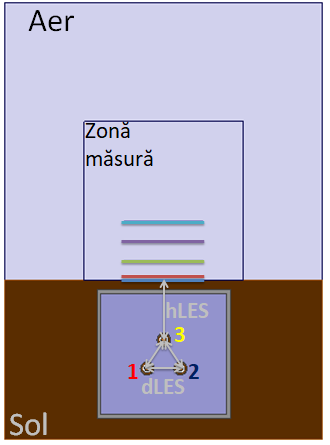 Aer
Zonă
măsură
hLES
3
1
2
dLES
Sol